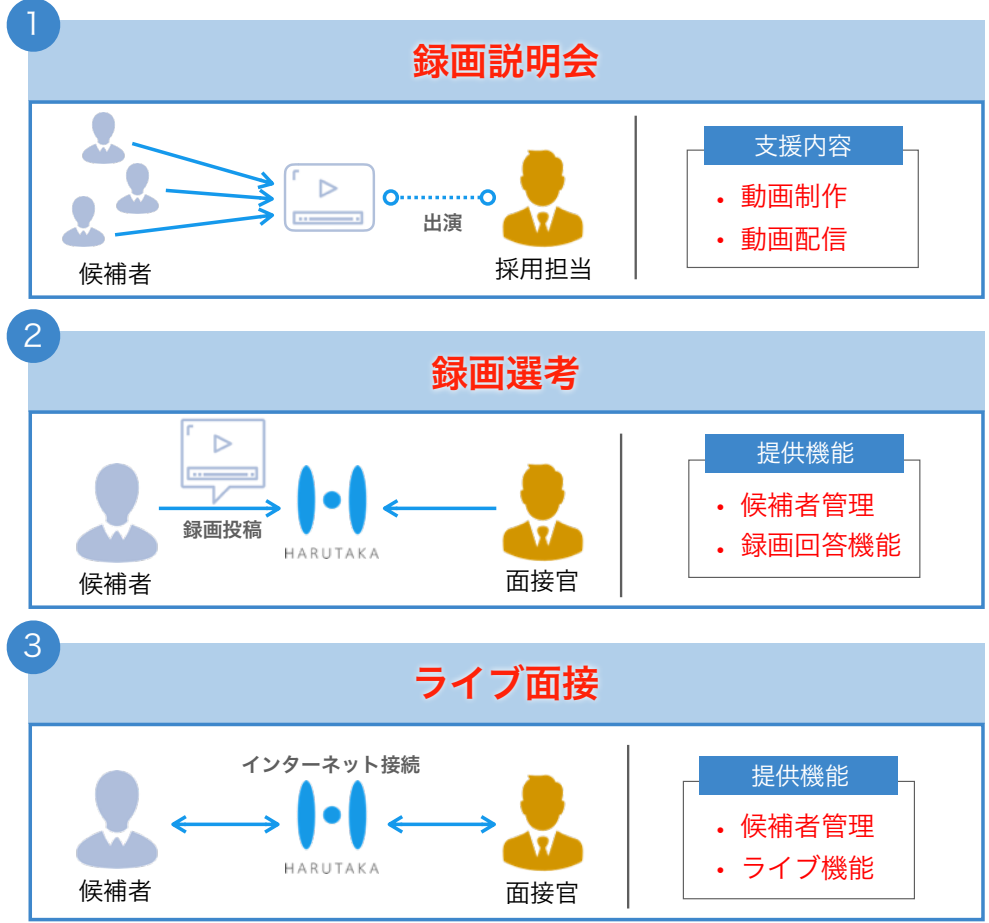 1
録画説明会
出演
候補者
採用担当
支援内容
• 動画制作
• 動画配信
2
録画選考
録画投稿
HARUTAKA
候補者
面接官
提供機能
• 候補者管理
• 録画回答機能
3
ライブ面接
インターネット接続
HARUTAKA
候補者
面接官
提供機能
• 候補者管理
• ライブ機能